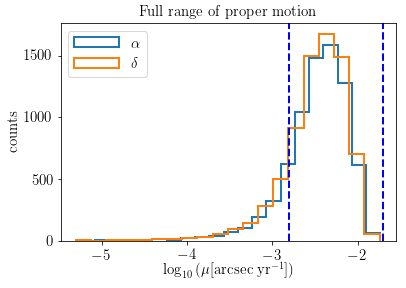 Full range of proper motion
α
δ
counts
1500
1000
500
0
−5
−4
−3
−2
log₁₀(μ[arcsec yr⁻¹])